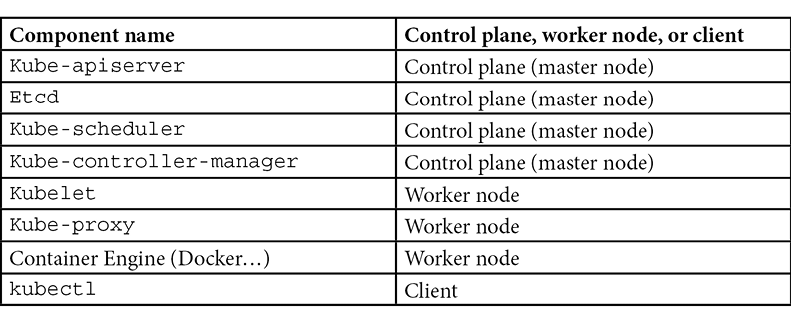 Component name Control plane, worker node, or client
Kube-apiserver Control plane (master node)
Etcd Control plane (master node)
Kube-scheduler Control plane (master node)
Kube-controller-manager Control plane (master node)
Kubelet Worker node
Kube-proxy Worker node
Container Engine (Docker…) Worker node
kubectl Client